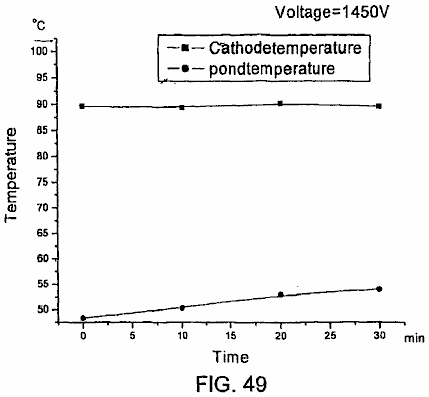 Voltage=1450V
°C
Cathodetemperature
pondtemperature
100
95
90
85
80
75
70
65
60
55
50
Temperature
0 5 10 15 20 25 30 min
Time
FIG. 49